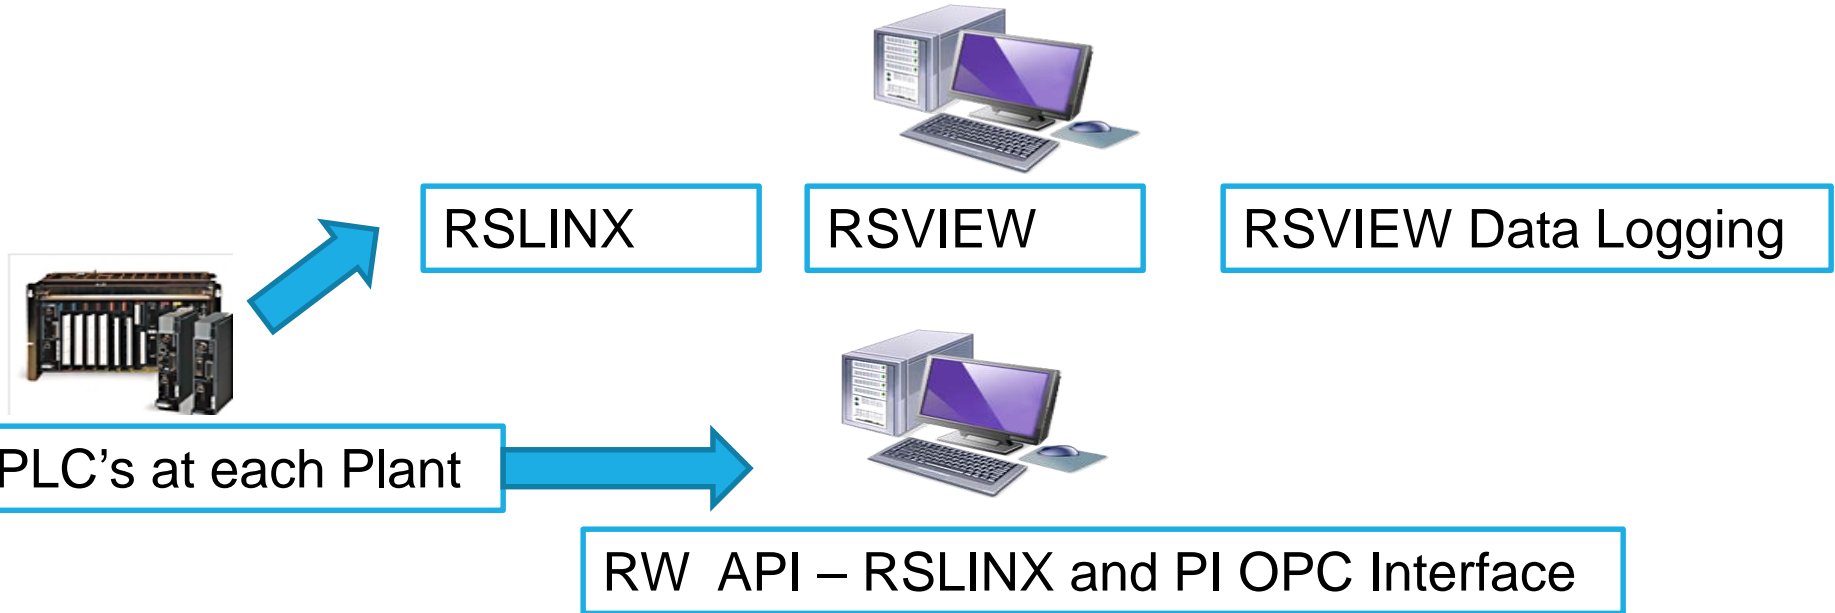 RSLINX
RSVIEW
RSVIEW Data Logging
PLC's at each Plant
RW API – RSLINX and PI OPC Interface